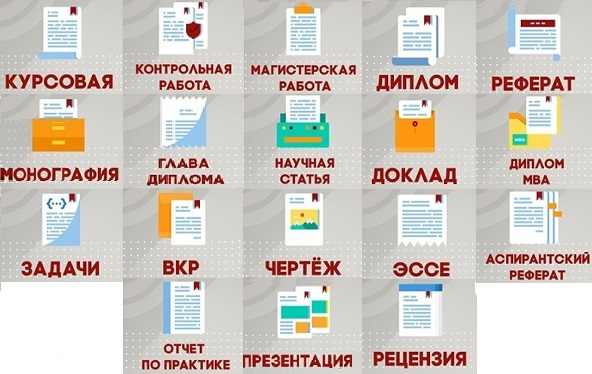 КУРСОВАЯ
КОНТРОЛЬНАЯ
РАБОТА
МАГИСТЕРСКАЯ
РАБОТА
ДИПЛОМ
РЕФЕРАТ
МОНОГРАФИЯ
ГЛАВА
ДИПЛОМА
НАУЧНАЯ
СТАТЬЯ
ДОКЛАД
MBA
ДИПЛОМ
МВА
ЗАДАЧИ
ВКР
ЧЕРТЁЖ
ЭССЕ
АСПИРАНТСКИЙ
РЕФЕРАТ
ОТЧЕТ
ПО ПРАКТИКЕ
ПРЕЗЕНТАЦИЯ
РЕЦЕНЗИЯ